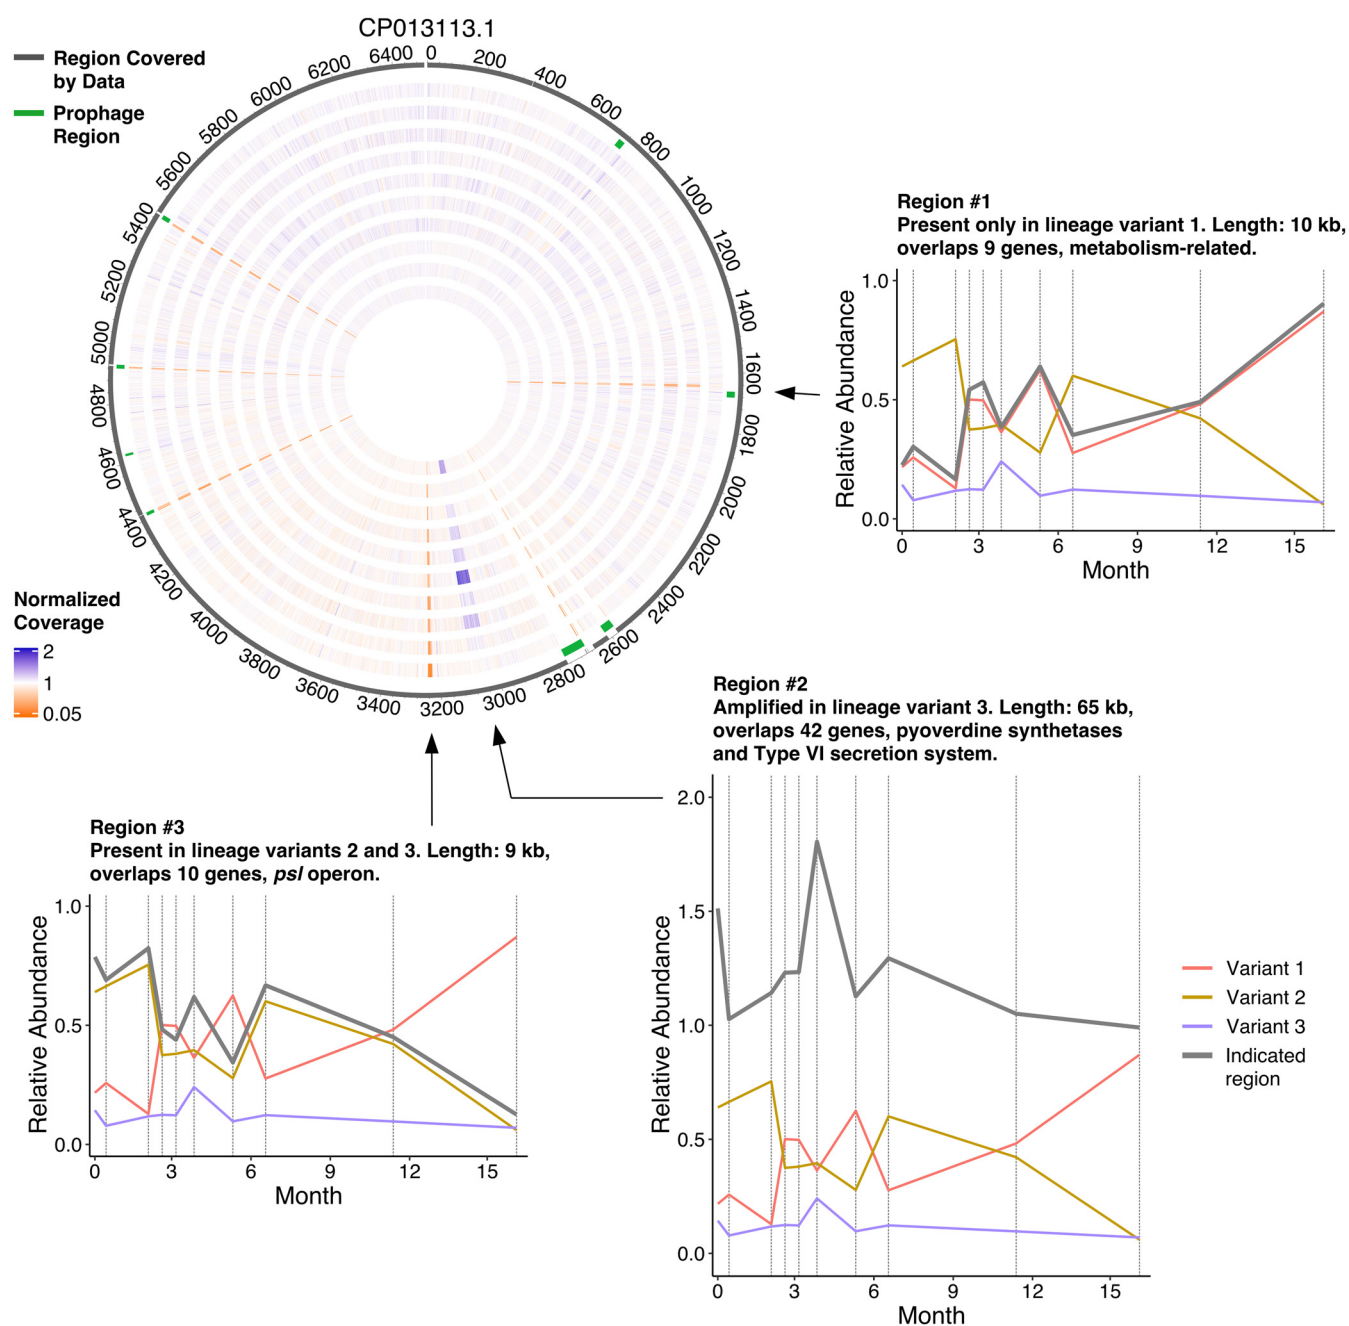 CP013113.1
Region Covered
by Data
Prophage
Region
0
200
400
600
800
1000
1200
1400
1600
1800
2000
2200
2400
2600
2800
3000
3200
3400
3600
3800
4000
4200
4400
4600
4800
5000
5200
5400
5600
5800
6000
6200
6400
Normalized
Coverage
2
1
0.05
Region #1
Present only in lineage variant 1. Length: 10 kb,
overlaps 9 genes, metabolism-related.
Relative Abundance
1.0
0.5
0.0
0 3 6 9 12 15
Month
Region #2
Amplified in lineage variant 3. Length: 65 kb,
overlaps 42 genes, pyoverdine synthetases
and Type VI secretion system.
Relative Abundance
2.0
1.5
1.0
0.5
0.0
0 3 6 9 12 15
Month
Region #3
Present in lineage variants 2 and 3. Length: 9 kb,
overlaps 10 genes, psl operon.
Relative Abundance
1.0
0.5
0.0
0 3 6 9 12 15
Month
Variant 1
Variant 2
Variant 3
Indicated
region